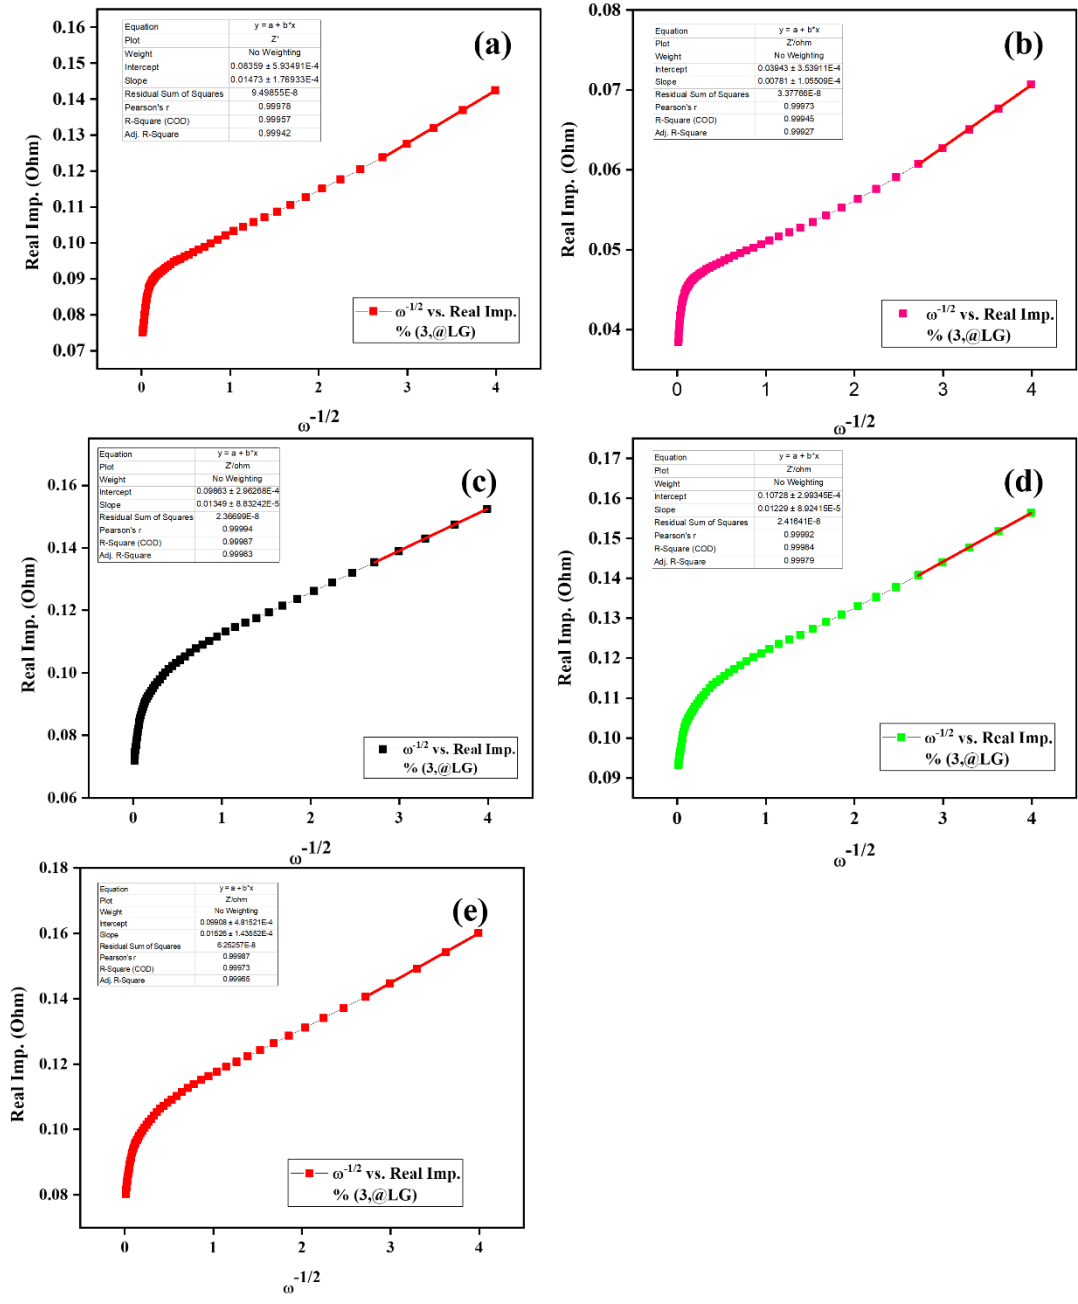 (a)
Equation y = a + b*x
Plot Z'
Weight No Weighting
Intercept 0.08359 ± 5.93491E-4
Slope 0.01473 ± 1.76933E-4
Residual Sum of Squares 9.49855E-8
Pearson's r 0.99978
R-Square (COD) 0.99957
Adj. R-Square 0.99942
0.16
0.15
0.14
0.13
0.12
0.11
0.10
0.09
0.08
0.07
Real Imp. (Ohm)
ω-1/2 vs. Real Imp.
% (3,@LG)
0 1 2 3 4
ω-1/2
(b)
Equation y = a + b*x
Plot Z'/ohm
Weight No Weighting
Intercept 0.03943 ± 3.53911E-4
Slope 0.00781 ± 1.05509E-4
Residual Sum of Squares 3.37766E-8
Pearson's r 0.99973
R-Square (COD) 0.99945
Adj. R-Square 0.99927
0.08
0.07
0.06
0.05
0.04
Real Imp. (Ohm)
ω-1/2 vs. Real Imp.
% (3,@LG)
0 1 2 3 4
ω-1/2
(c)
Equation y = a + b*x
Plot Z'/ohm
Weight No Weighting
Intercept 0.09863 ± 2.96268E-4
Slope 0.01349 ± 8.83242E-5
Residual Sum of Squares 2.36699E-8
Pearson's r 0.99994
R-Square (COD) 0.99987
Adj. R-Square 0.99983
0.16
0.14
0.12
0.10
0.08
0.06
Real Imp. (Ohm)
ω-1/2 vs. Real Imp.
% (3,@LG)
0 1 2 3 4
ω-1/2
(d)
Equation y = a + b*x
Plot Z'/ohm
Weight No Weighting
Intercept 0.10728 ± 2.99345E-4
Slope 0.01229 ± 8.92415E-5
Residual Sum of Squares 2.41641E-8
Pearson's r 0.99992
R-Square (COD) 0.99984
Adj. R-Square 0.99979
0.17
0.16
0.15
0.14
0.13
0.12
0.11
0.10
0.09
Real Imp. (Ohm)
ω-1/2 vs. Real Imp.
% (3,@LG)
0 1 2 3 4
ω-1/2
(e)
Equation y = a + b*x
Plot Z'/ohm
Weight No Weighting
Intercept 0.09908 ± 4.81521E-4
Slope 0.01526 ± 1.43552E-4
Residual Sum of Squares 6.25257E-8
Pearson's r 0.99987
R-Square (COD) 0.99973
Adj. R-Square 0.99965
0.18
0.16
0.14
0.12
0.10
0.08
Real Imp. (Ohm)
ω-1/2 vs. Real Imp.
% (3,@LG)
0 1 2 3 4
ω-1/2